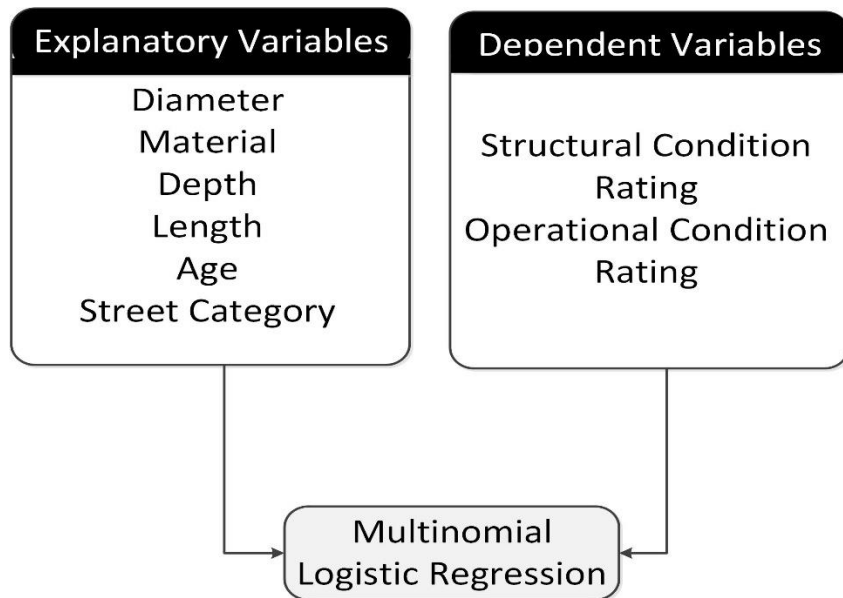 Explanatory Variables
Diameter
Material
Depth
Length
Age
Street Category
Dependent Variables
Structural Condition
Rating
Operational Condition
Rating
Multinomial
Logistic Regression